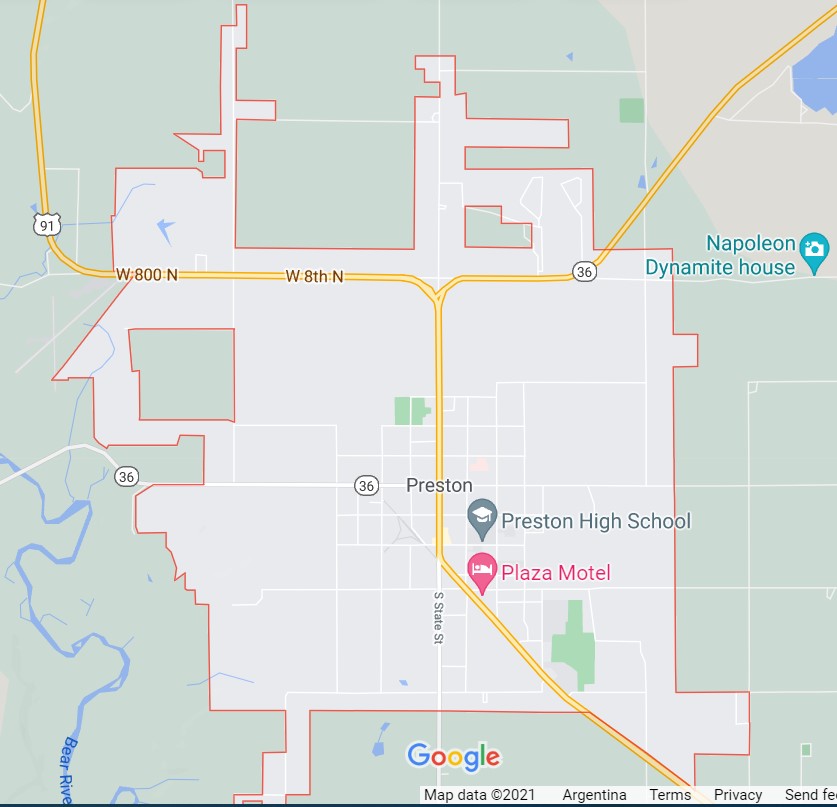 91
W 800 N
W 8th N
36
Napoleon
Dynamite house
36
36
Preston
Preston High School
Plaza Motel
S State St
Bear Rive
Google
Map data ©2021 Argentina Terms Privacy Send fe